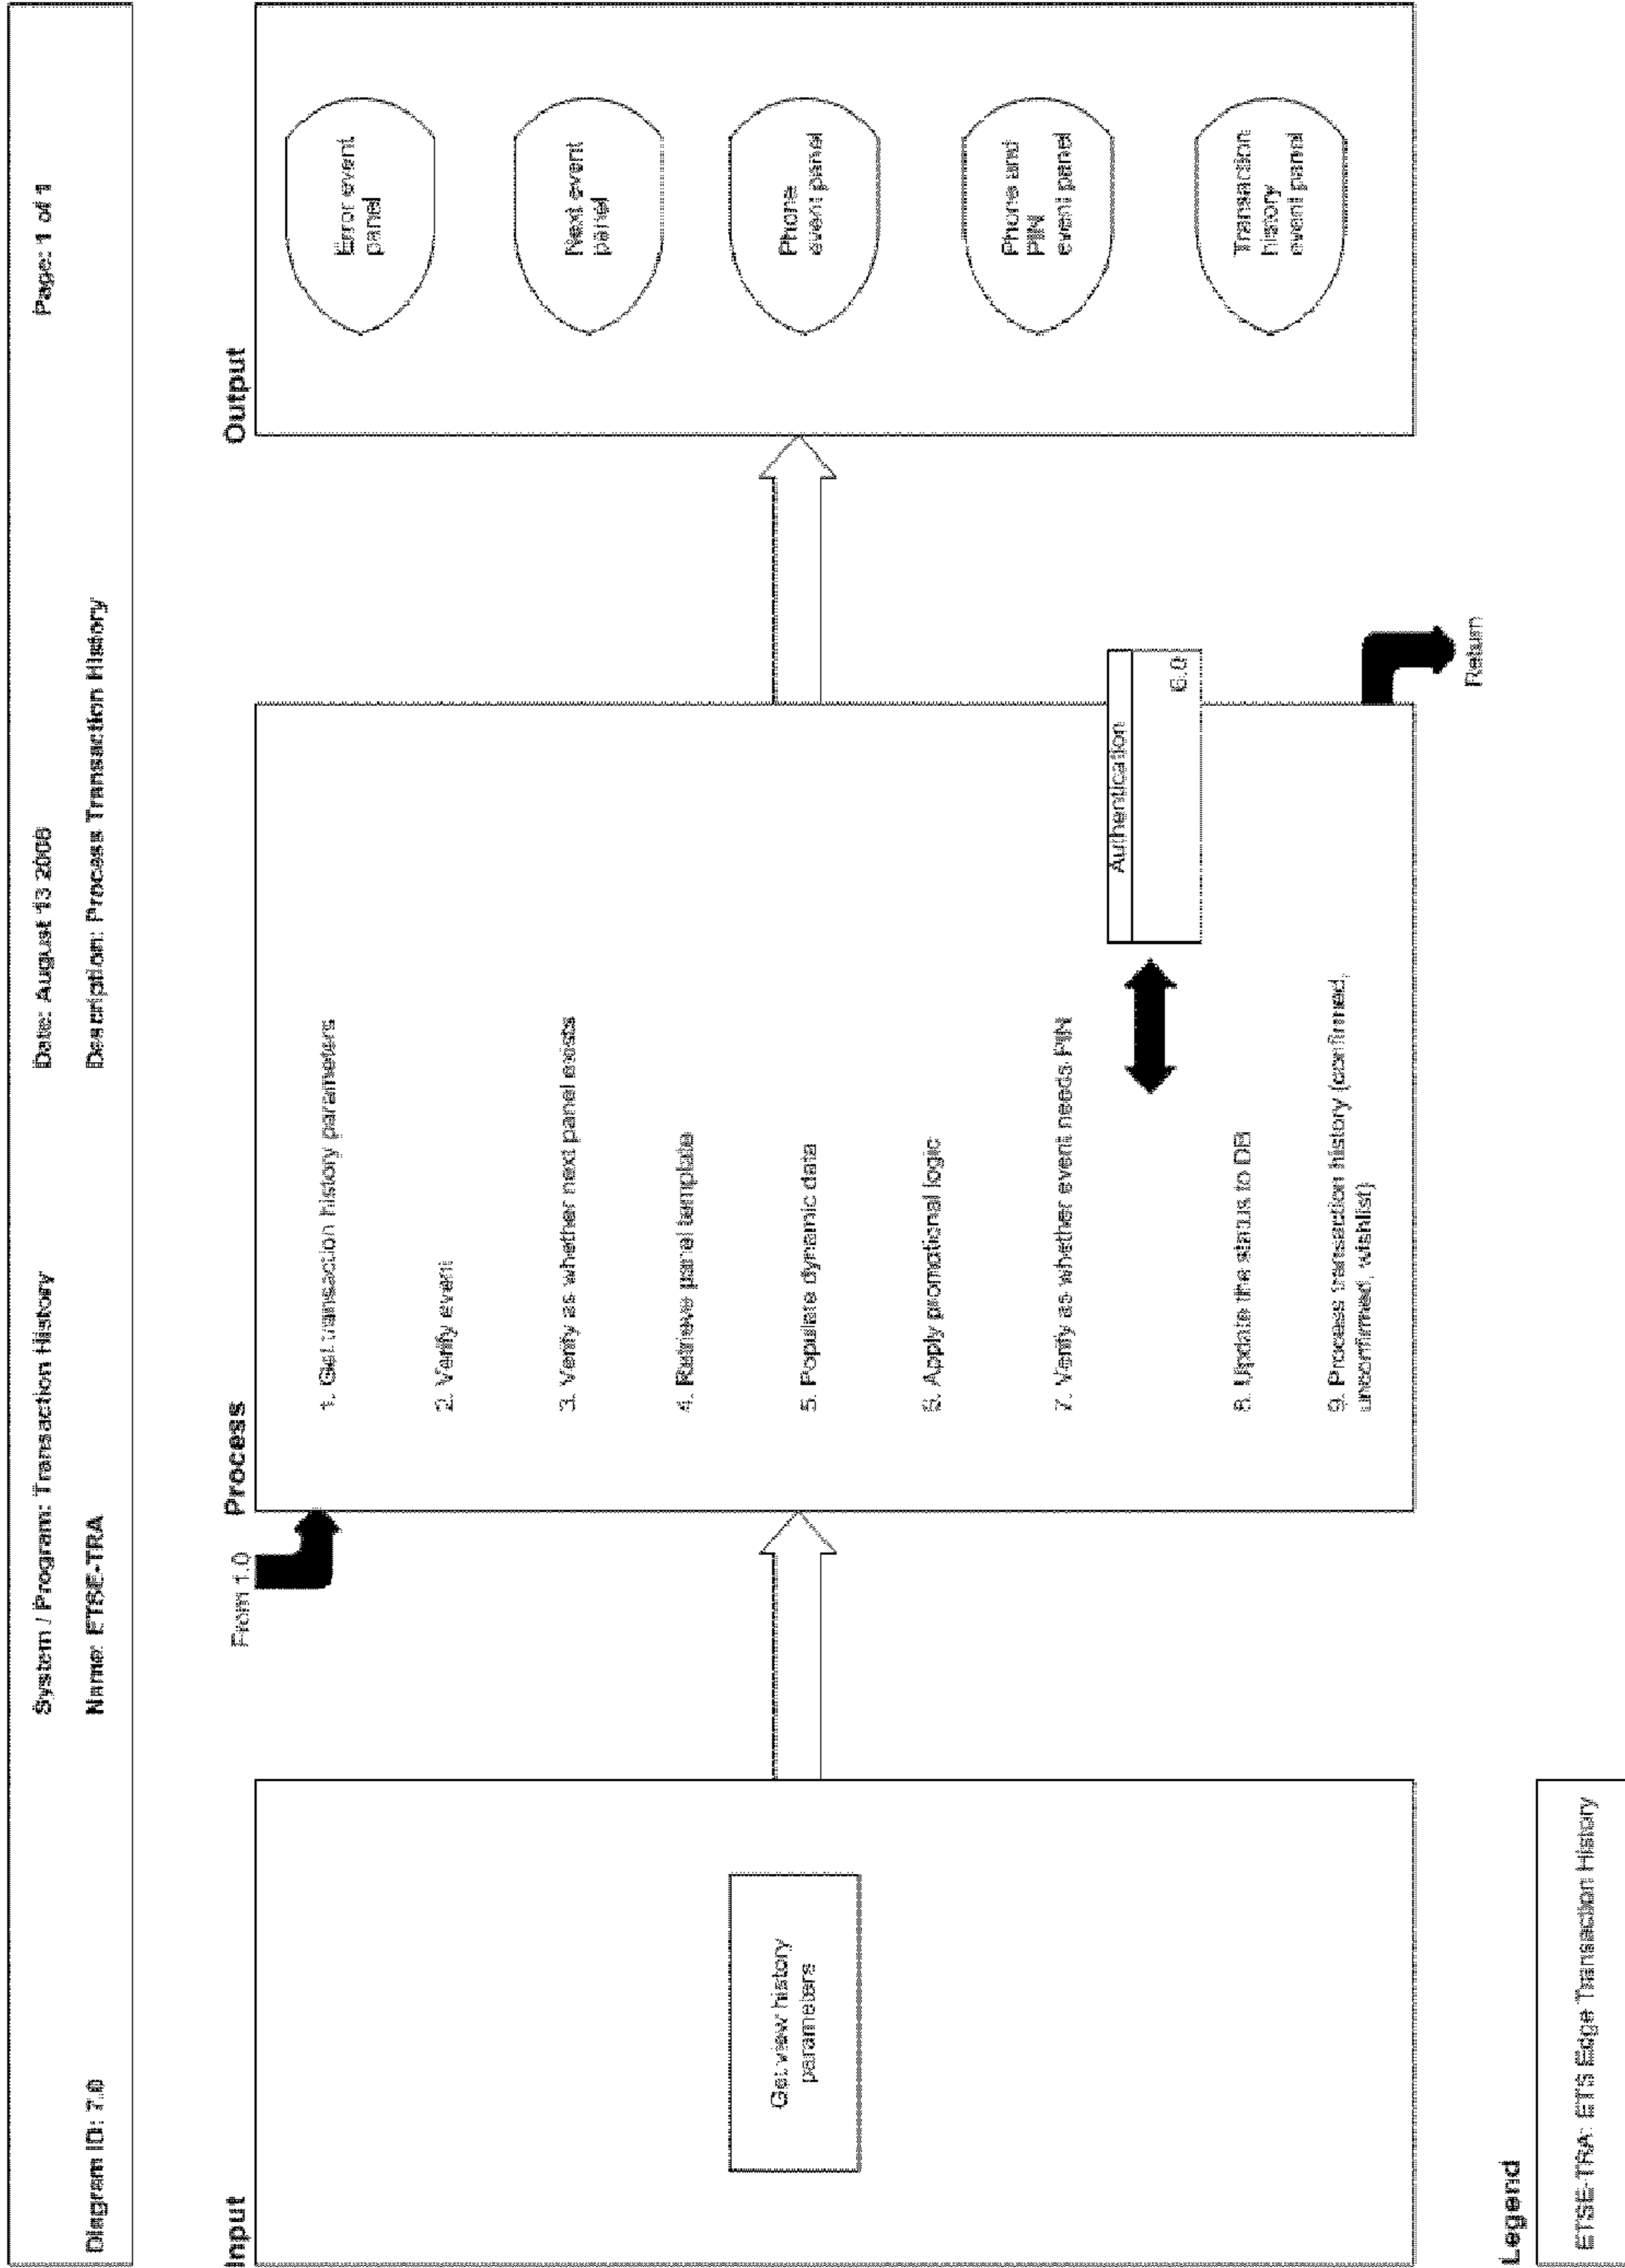 System / Program: Transaction History
Date: August 13 2008
Page: 1 of 1
Diagram ID: 7.0
Name: ETSE-TRA
Description: Process Transaction History
Input
Get view history
parameters
From 1.0
Process
1. Get transaction history parameters
2. Verify event
3. Verify as whether next panel exists
4. Retrieve panel template
5. Populate dynamic data
6. Apply promotional logic
7. Verify as whether event needs PIN
Authentication
6.0
8. Update the status to DB
9. Process transaction history (confirmed,
unconfirmed, wishlist)
Return
Output
Error event
panel
Next event
panel
Phone
event panel
Phone and
PIN
event panel
Transaction
history
event panel
Legend
ETSE-TRA: ETS Edge Transaction History